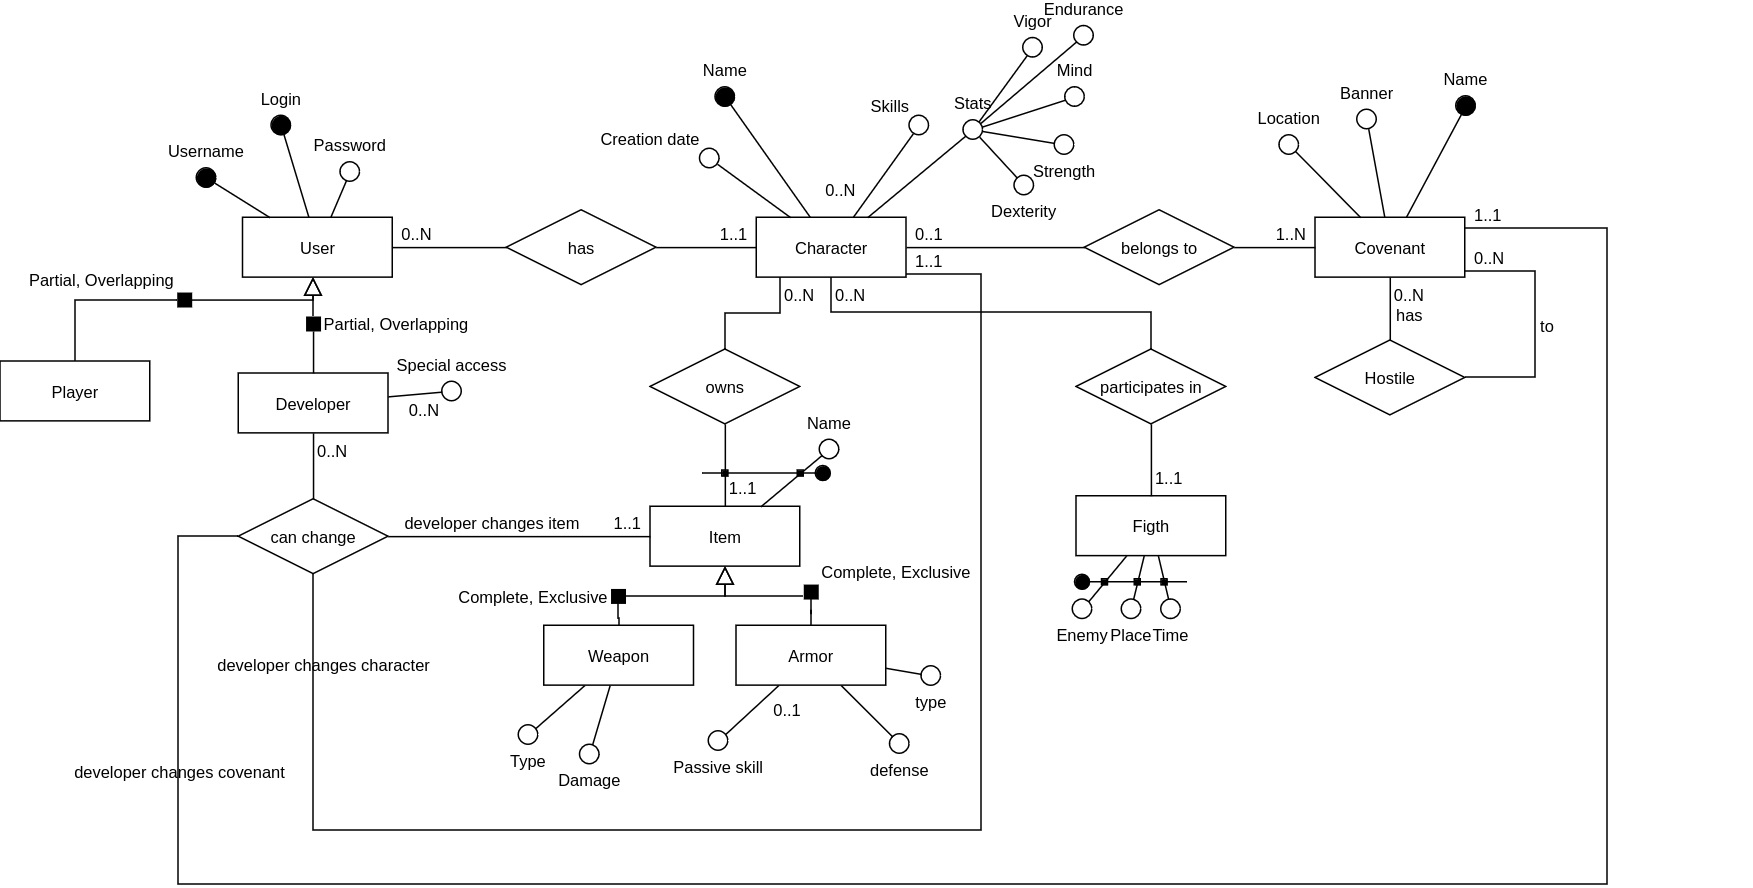 Endurance
Vigor
Name
Mind
Name
Login
Skills
Stats
Banner
Location
Username
Password
Creation date
Strength
0..N
Dexterity
1..1
User
0..N
has
1..1
Character
0..1
belongs to
1..N
Covenant
1..1
0..N
Partial, Overlapping
0..N
0..N
0..N
has
to
Partial, Overlapping
Special access
Player
Developer
0..N
owns
participates in
Hostile
Name
0..N
1..1
1..1
developer changes item
1..1
can change
Item
Figth
Complete, Exclusive
Complete, Exclusive
Enemy
Place
Time
Weapon
Armor
developer changes character
type
0..1
Type
Passive skill
defense
developer changes covenant
Damage